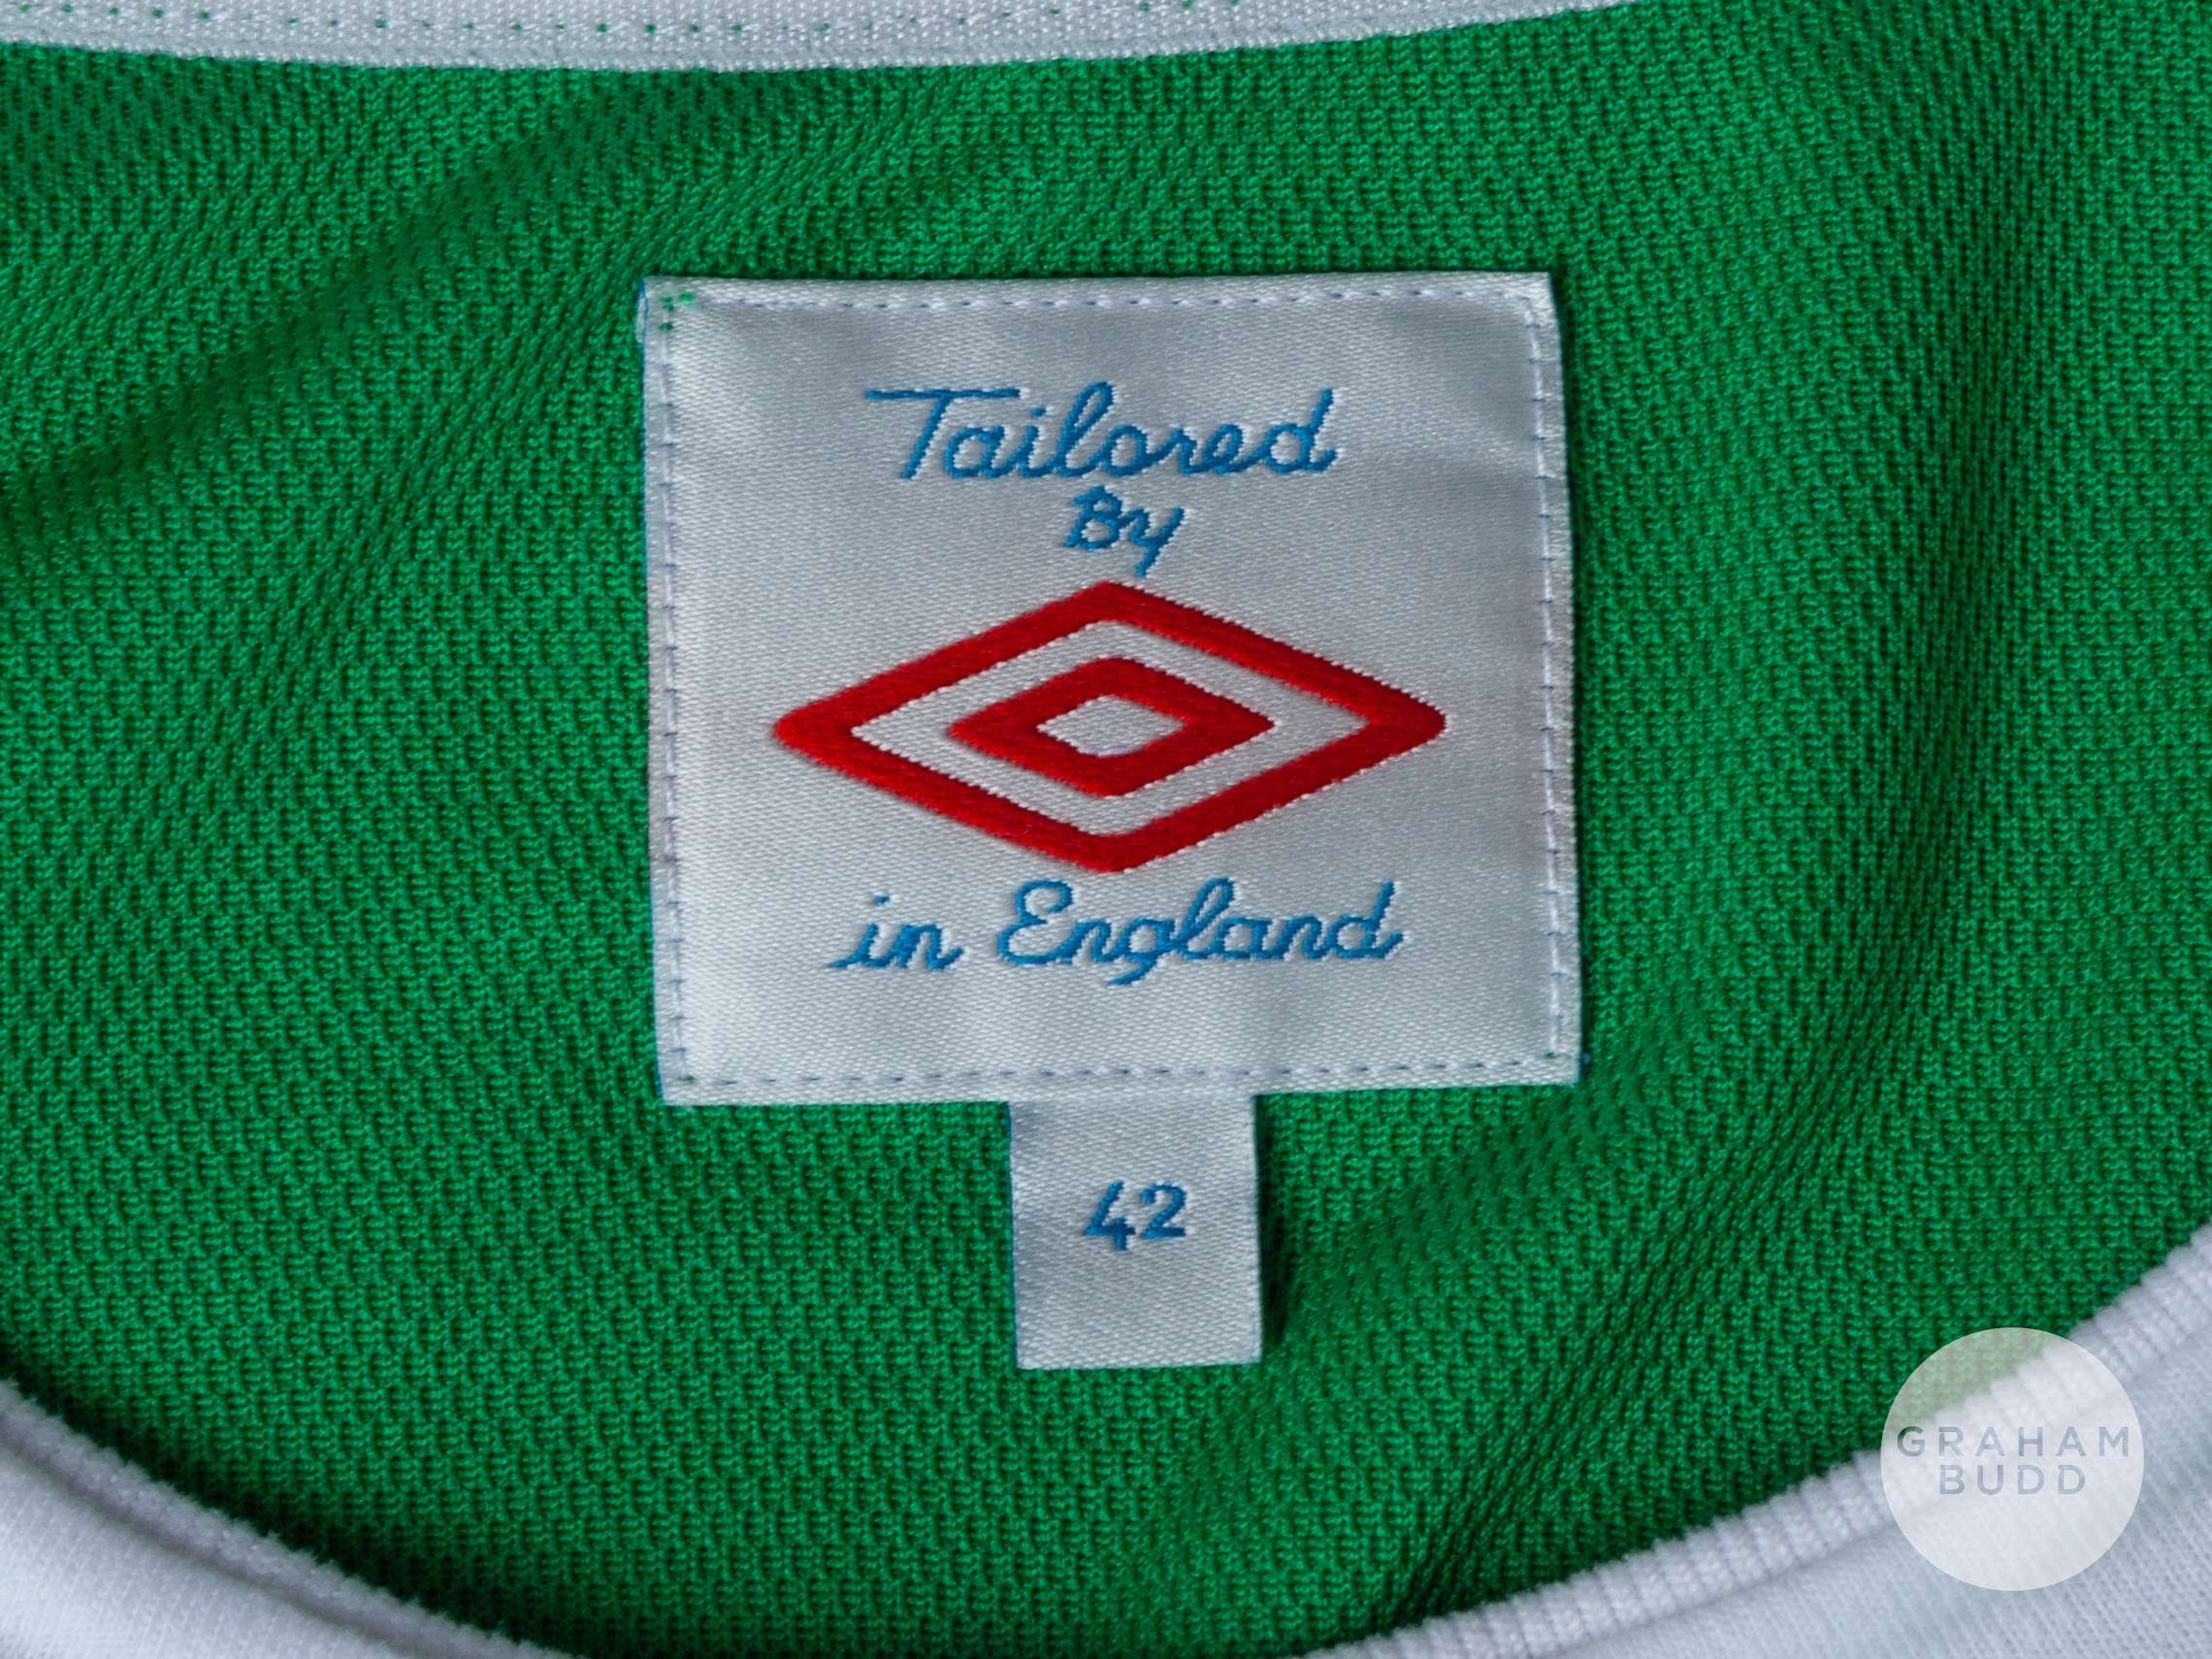 Tailored
By
in England
42
GRAHAM
BUDD